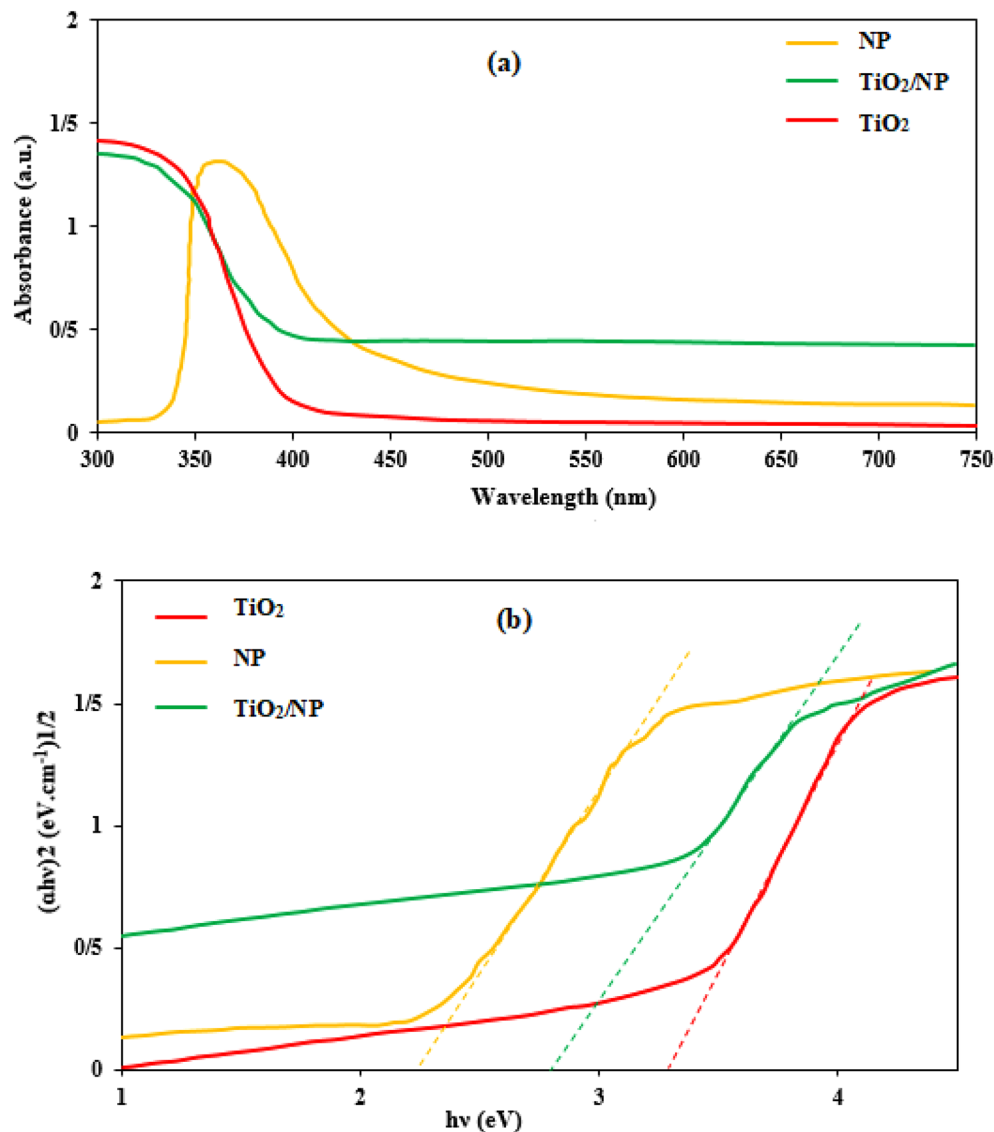 2
(a)
NP
TiO₂/NP
TiO₂
1/5
1
0/5
0
Absorbance (a.u.)
300 350 400 450 500 550 600 650 700 750
Wavelength (nm)
2
TiO₂
(b)
NP
TiO₂/NP
1/5
1
0/5
0
(αhν)2 (eV.cm⁻¹)1/2
1 2 3 4
hν (eV)